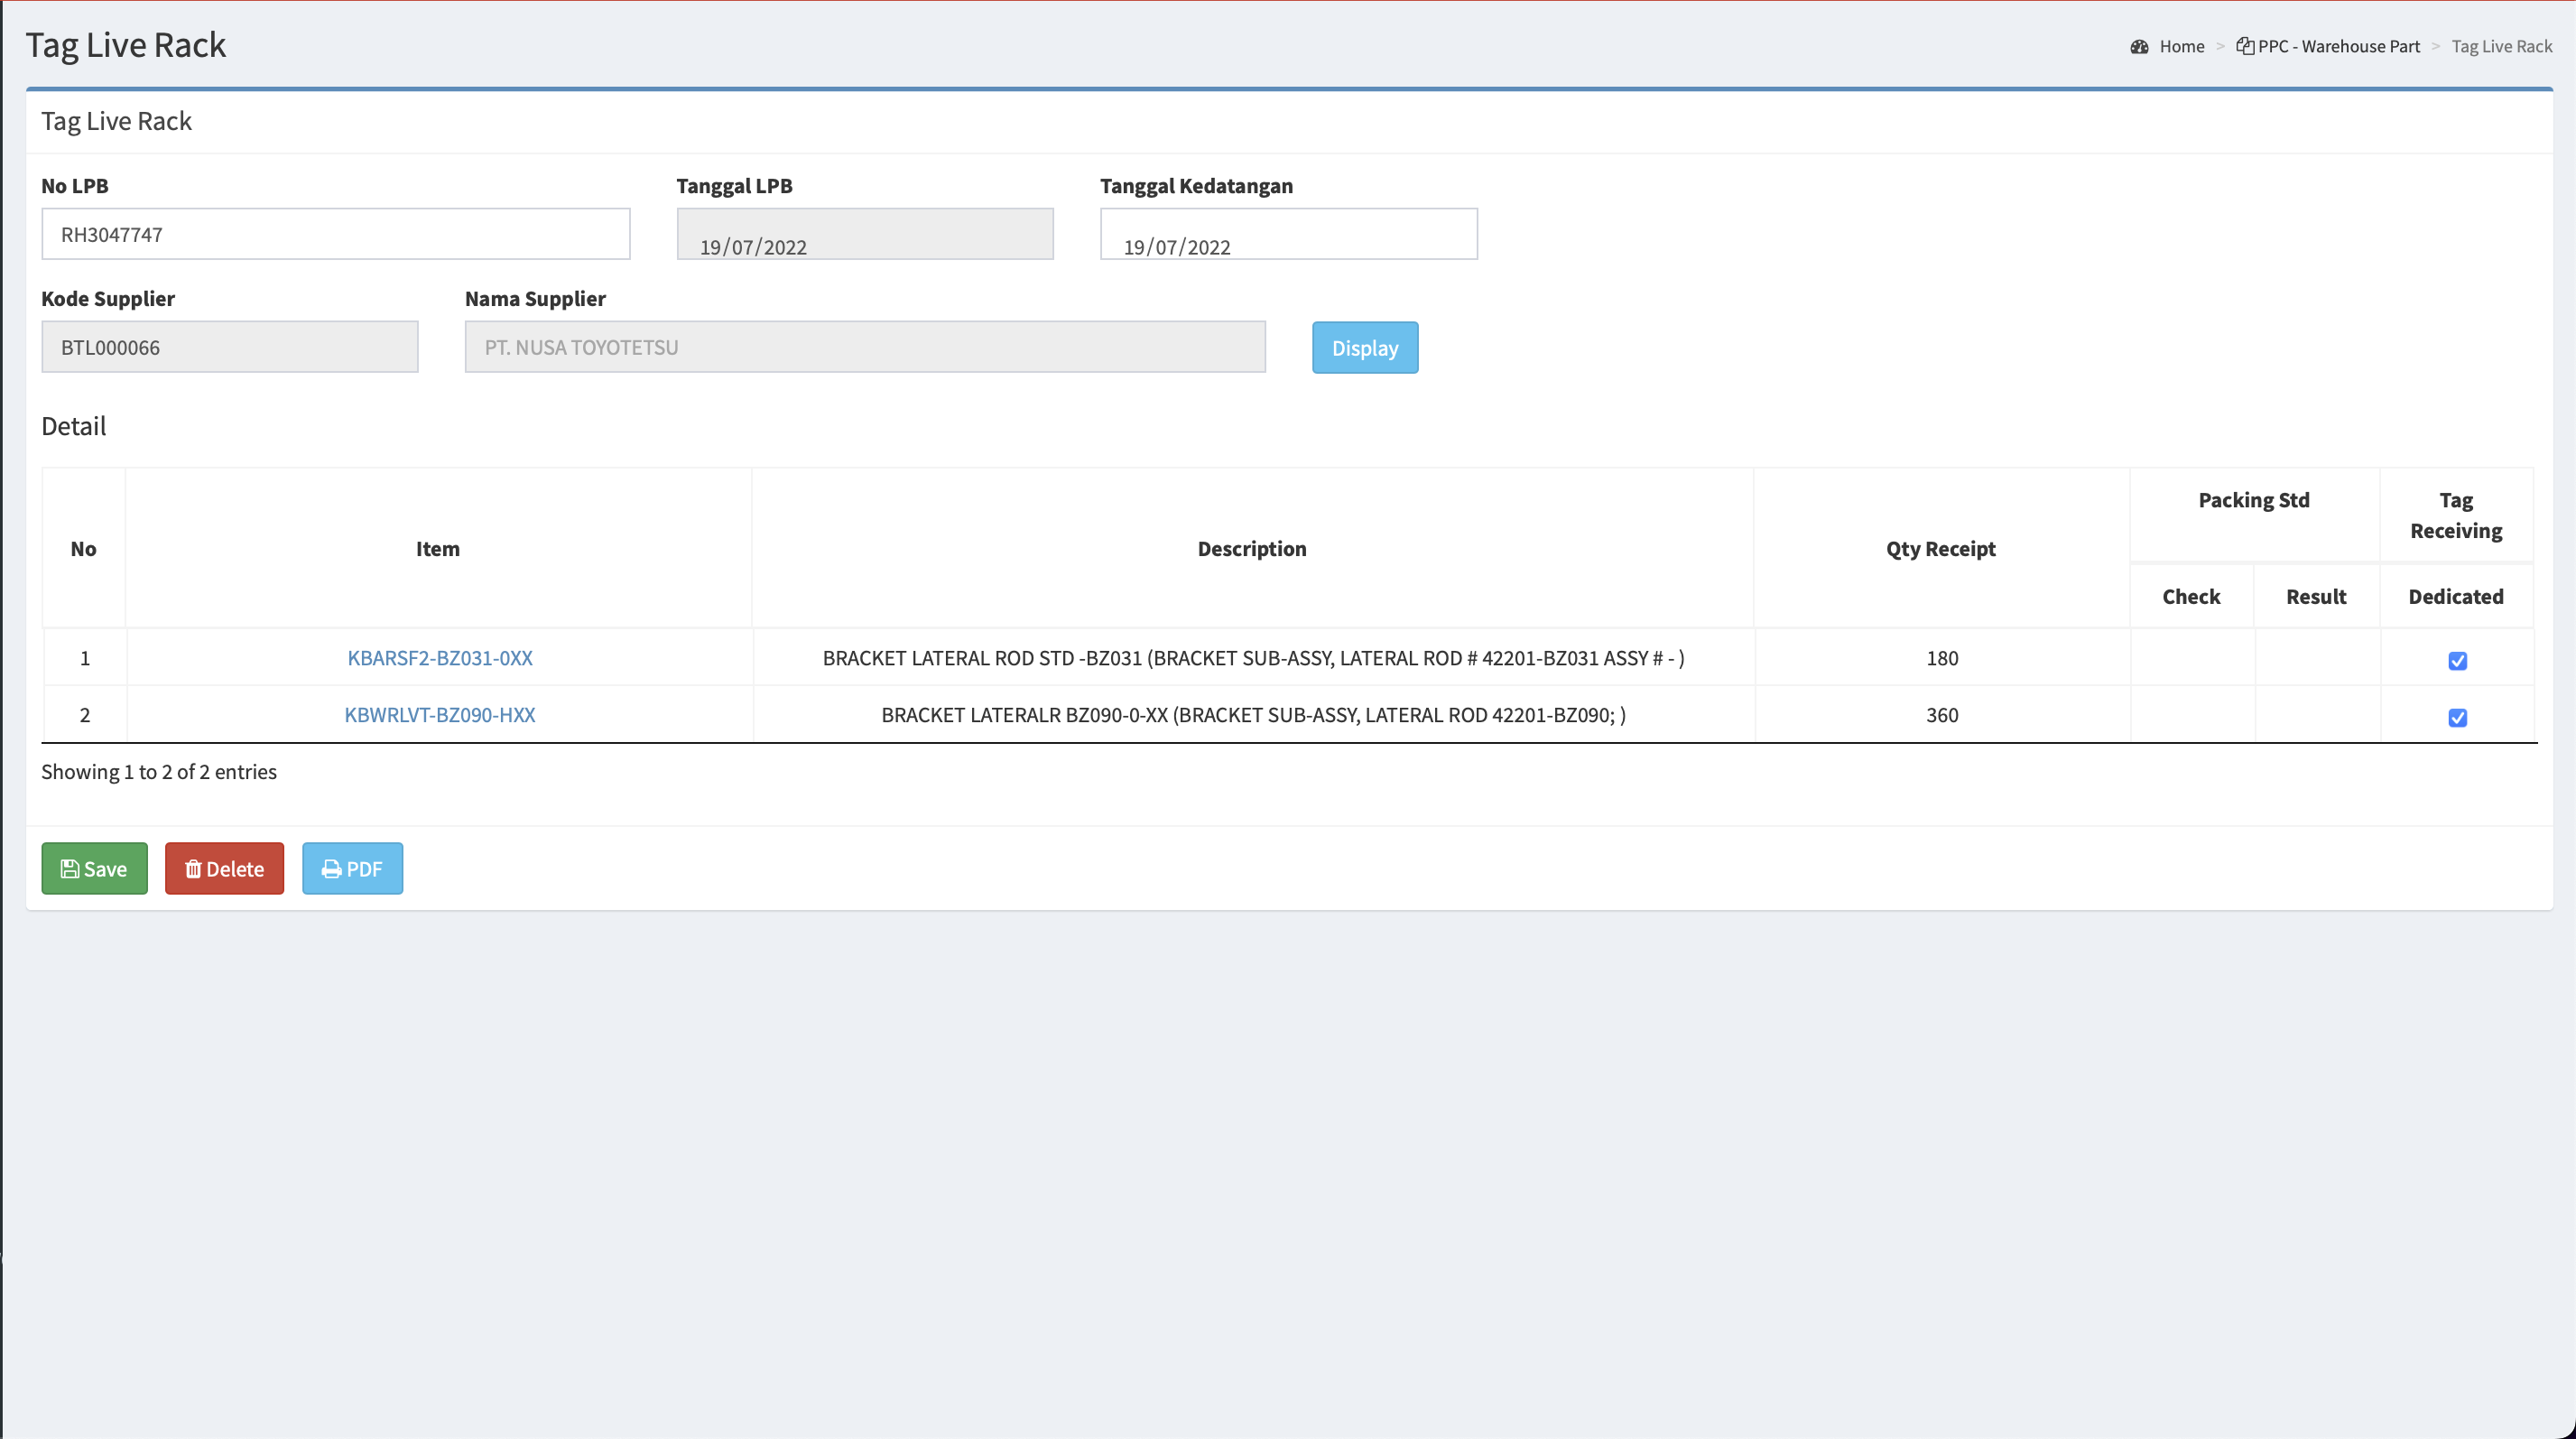 Tag Live Rack
Home > PPC - Warehouse Part > Tag Live Rack
Tag Live Rack
No LPB Tanggal LPB Tanggal Kedatangan
RH3047747 19/07/2022 19/07/2022
Kode Supplier Nama Supplier
BTL000066 PT. NUSA TOYOTETSU Display
Detail
No Item Description Qty Receipt Packing Std Tag Receiving
Check Result Dedicated
1 KBARSF2-BZ031-0XX BRACKET LATERAL ROD STD -BZ031 (BRACKET SUB-ASSY, LATERAL ROD # 42201-BZ031 ASSY # - ) 180
2 KBWRLVT-BZ090-HXX BRACKET LATERALR BZ090-0-XX (BRACKET SUB-ASSY, LATERAL ROD 42201-BZ090; ) 360
Showing 1 to 2 of 2 entries
Save Delete PDF